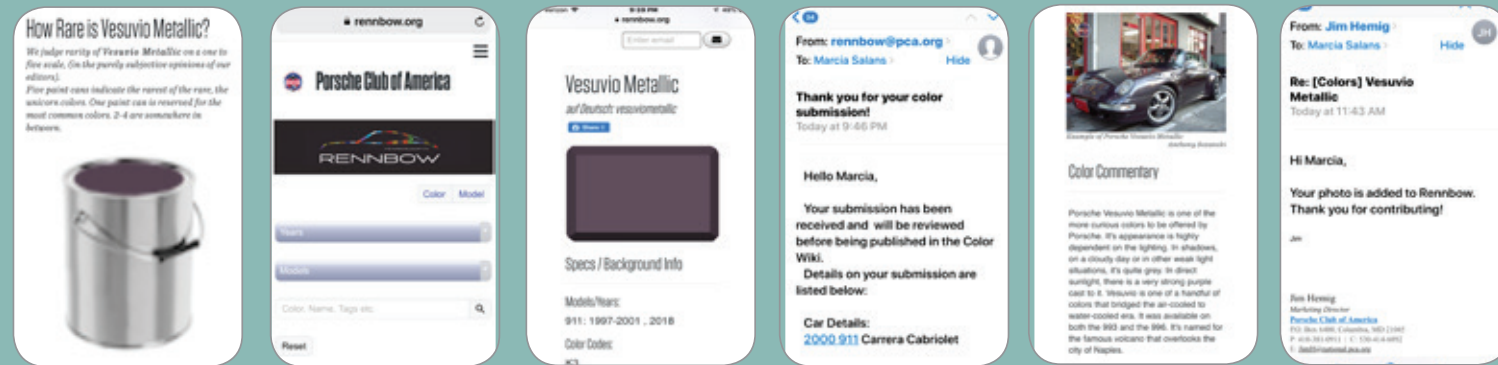 How Rare is Vesuvio Metallic?
We judge rarity of Vesuvio Metallic on a one to
five scale, (in the purely subjective opinions of our
editors).
Five paint cans indicate the rarest of the rare, the
unicorn colors. One paint can is reserved for the
most common colors. 2-4 are somewhere in
between.
rennbow.org
Porsche Club of America
RENNBOW
Color Model
Years
Models
Color, Name, Tags etc.
Reset
9:39 PM
rennbow.org
Enter email
Vesuvio Metallic
auf Deutsch: vesuviometallic
Share
Specs / Background Info
Models/Years:
911: 1997-2001 , 2018
Color Codes:
From: rennbow@pca.org
To: Marcia Salans
Hide
Thank you for your color
submission!
Today at 9:46 PM
Hello Marcia,
Your submission has been
received and will be reviewed
before being published in the Color
Wiki.
Details on your submission are
listed below:
Car Details:
2000 911 Carrera Cabriolet
Example of Porsche Vesuvio Metallic
Color Commentary
Porsche Vesuvio Metallic is one of the
more curious colors to be offered by
Porsche. It's appearance is highly
dependent on the lighting. In shadows,
on a cloudy day or in other weak light
situations, it's quite grey. In direct
sunlight, there is a very strong purple
cast to it. Vesuvio is one of a handful of
colors that bridged the air-cooled to
water-cooled era. It was available on
both the 993 and the 996. It's named for
the famous volcano that overlooks the
city of Naples.
From: Jim Hemig
JH
To: Marcia Salans
Hide
Re: [Colors] Vesuvio
Metallic
Today at 11:43 AM
Hi Marcia,
Your photo is added to Rennbow.
Thank you for contributing!
Jim
Jim Hemig
Marketing Director
Porsche Club of America